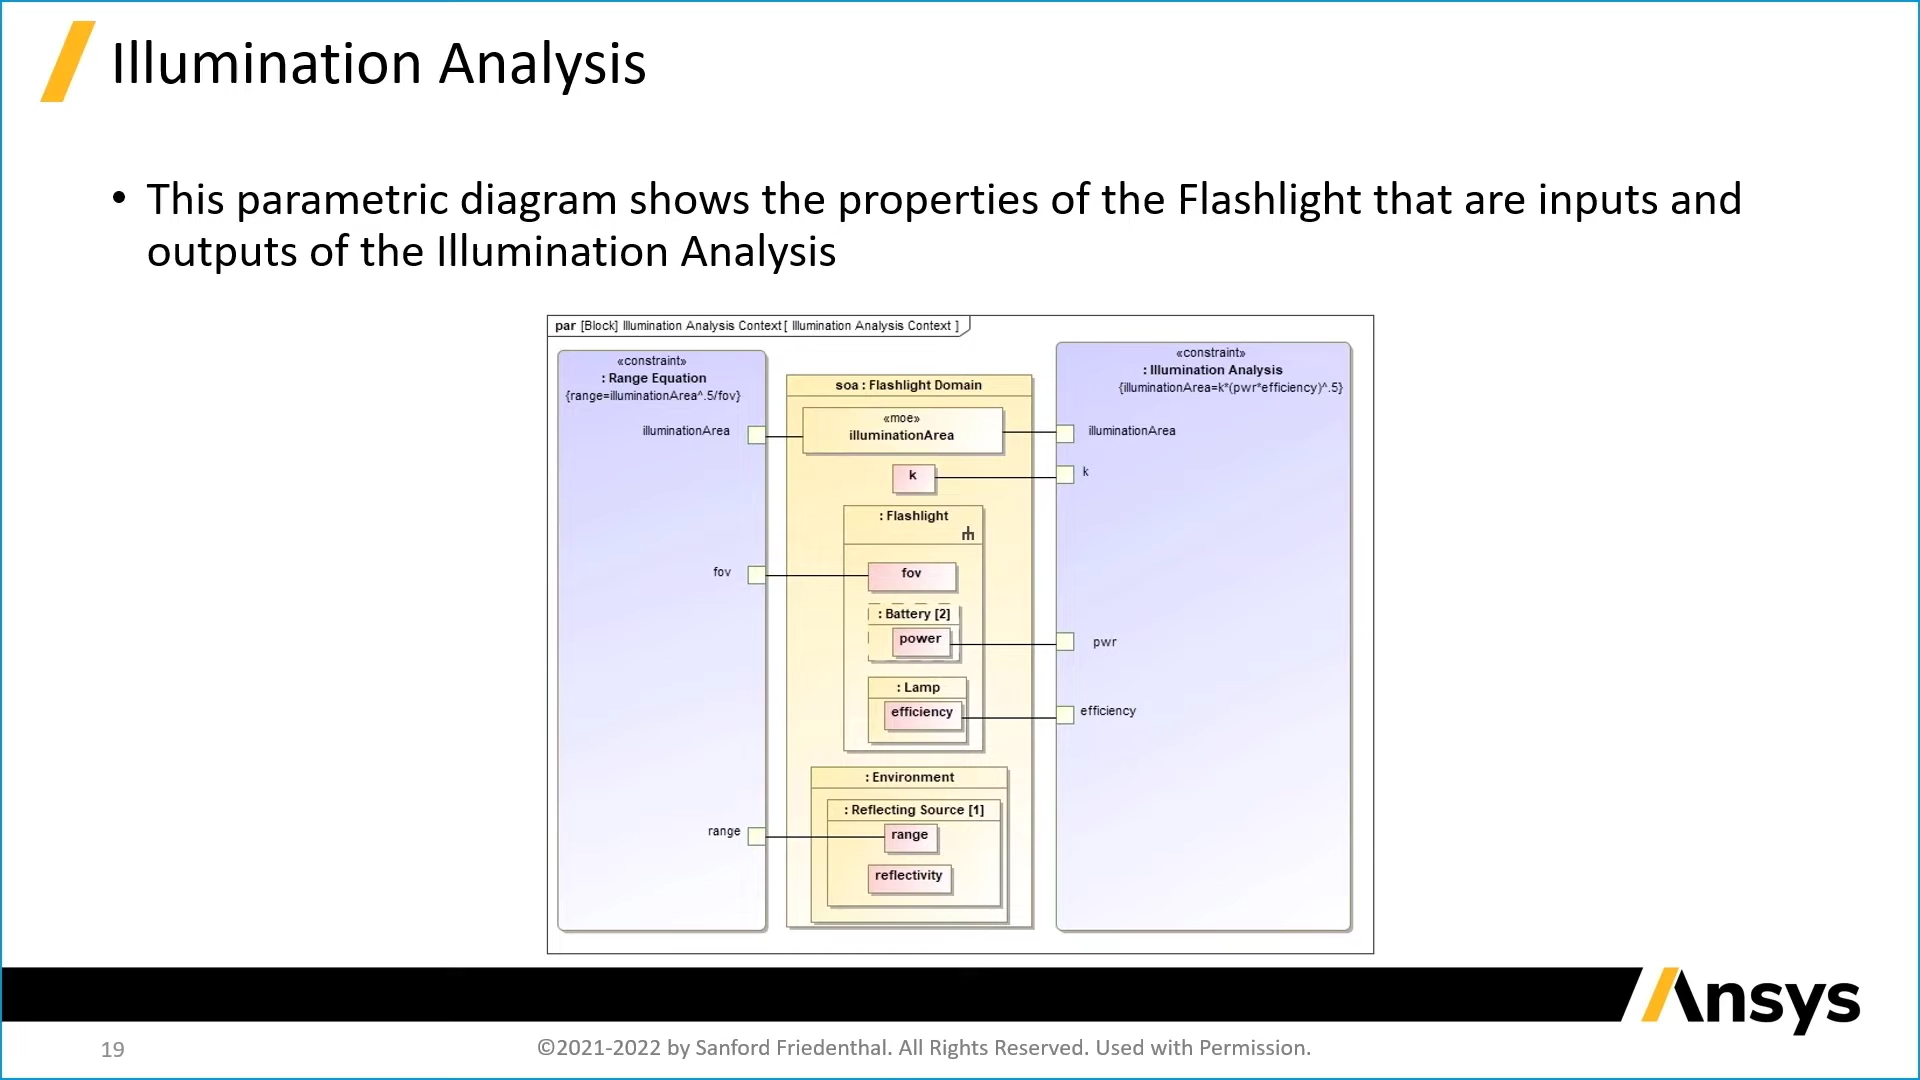 Illumination Analysis
• This parametric diagram shows the properties of the Flashlight that are inputs and
outputs of the Illumination Analysis
par [Block] Illumination Analysis Context[ Illumination Analysis Context ]
«constraint»
: Range Equation
{range=illuminationArea^.5/fov}
illuminationArea
fov
range
soa : Flashlight Domain
«moe»
illuminationArea
k
: Flashlight
fov
: Battery [2]
power
: Lamp
efficiency
: Environment
: Reflecting Source [1]
range
reflectivity
«constraint»
: Illumination Analysis
{illuminationArea=k*(pwr*efficiency)^.5}
illuminationArea
k
pwr
efficiency
Ansys
19
©2021-2022 by Sanford Friedenthal. All Rights Reserved. Used with Permission.